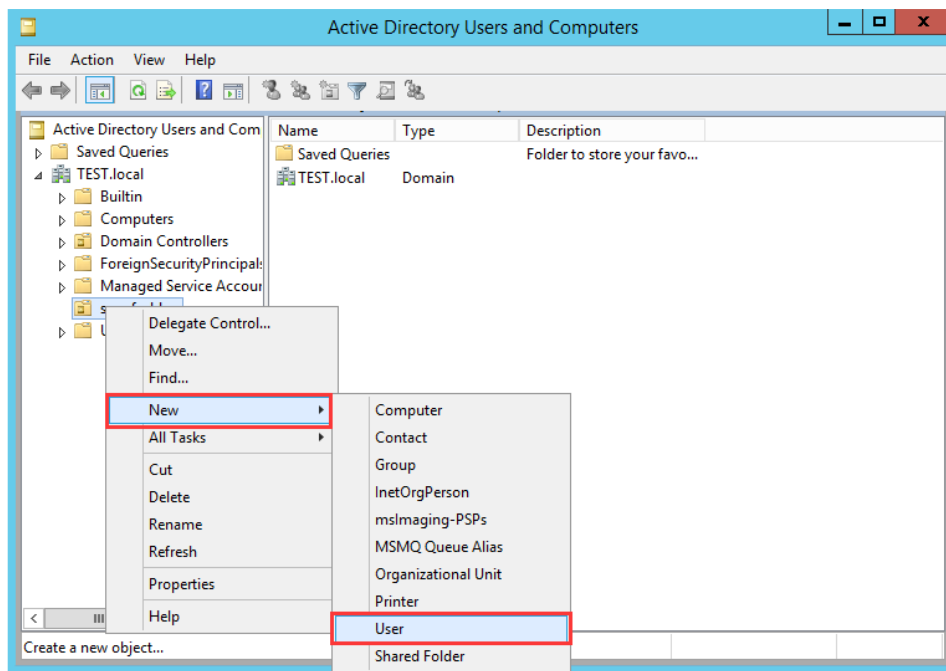 Active Directory Users and Computers
File Action View Help
Active Directory Users and Com
Name Type Description
Saved Queries
Saved Queries Folder to store your favo...
TEST.local
TEST.local Domain
Builtin
Computers
Domain Controllers
ForeignSecurityPrincipal:
Managed Service Accour
Delegate Control...
Move...
Find...
New
Computer
All Tasks
Contact
Group
Cut
InetOrgPerson
Delete
msImaging-PSPs
Rename
MSMQ Queue Alias
Refresh
Organizational Unit
Properties
Printer
Help
User
Create a new object...
Shared Folder